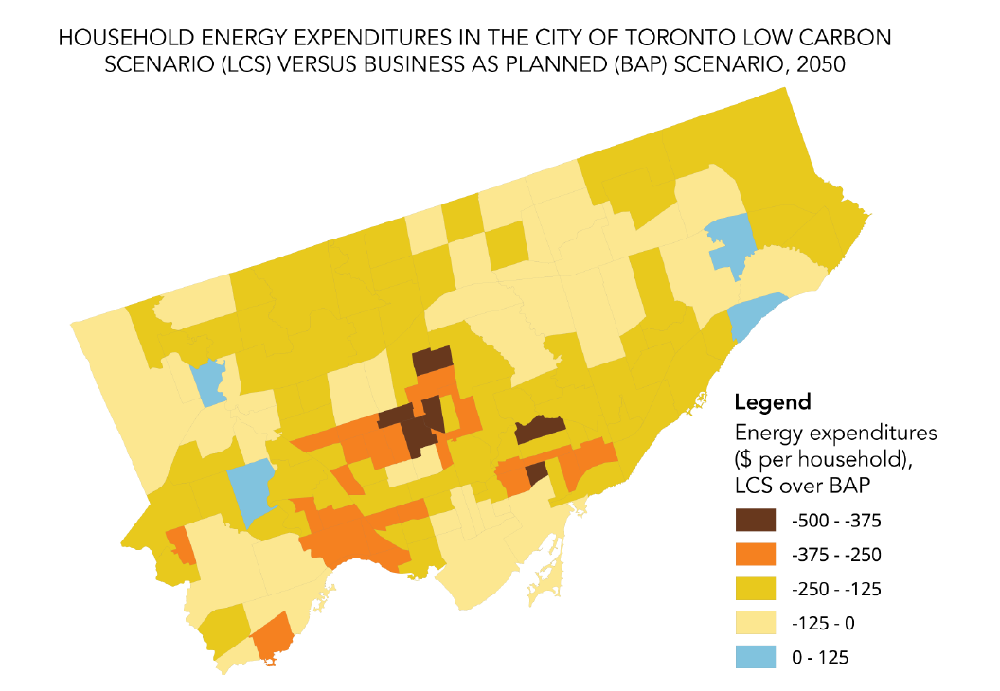 HOUSEHOLD ENERGY EXPENDITURES IN THE CITY OF TORONTO LOW CARBON
SCENARIO (LCS) VERSUS BUSINESS AS PLANNED (BAP) SCENARIO, 2050
Legend
Energy expenditures
($ per household),
LCS over BAP
-500 - -375
-375 - -250
-250 - -125
-125 - 0
0 - 125